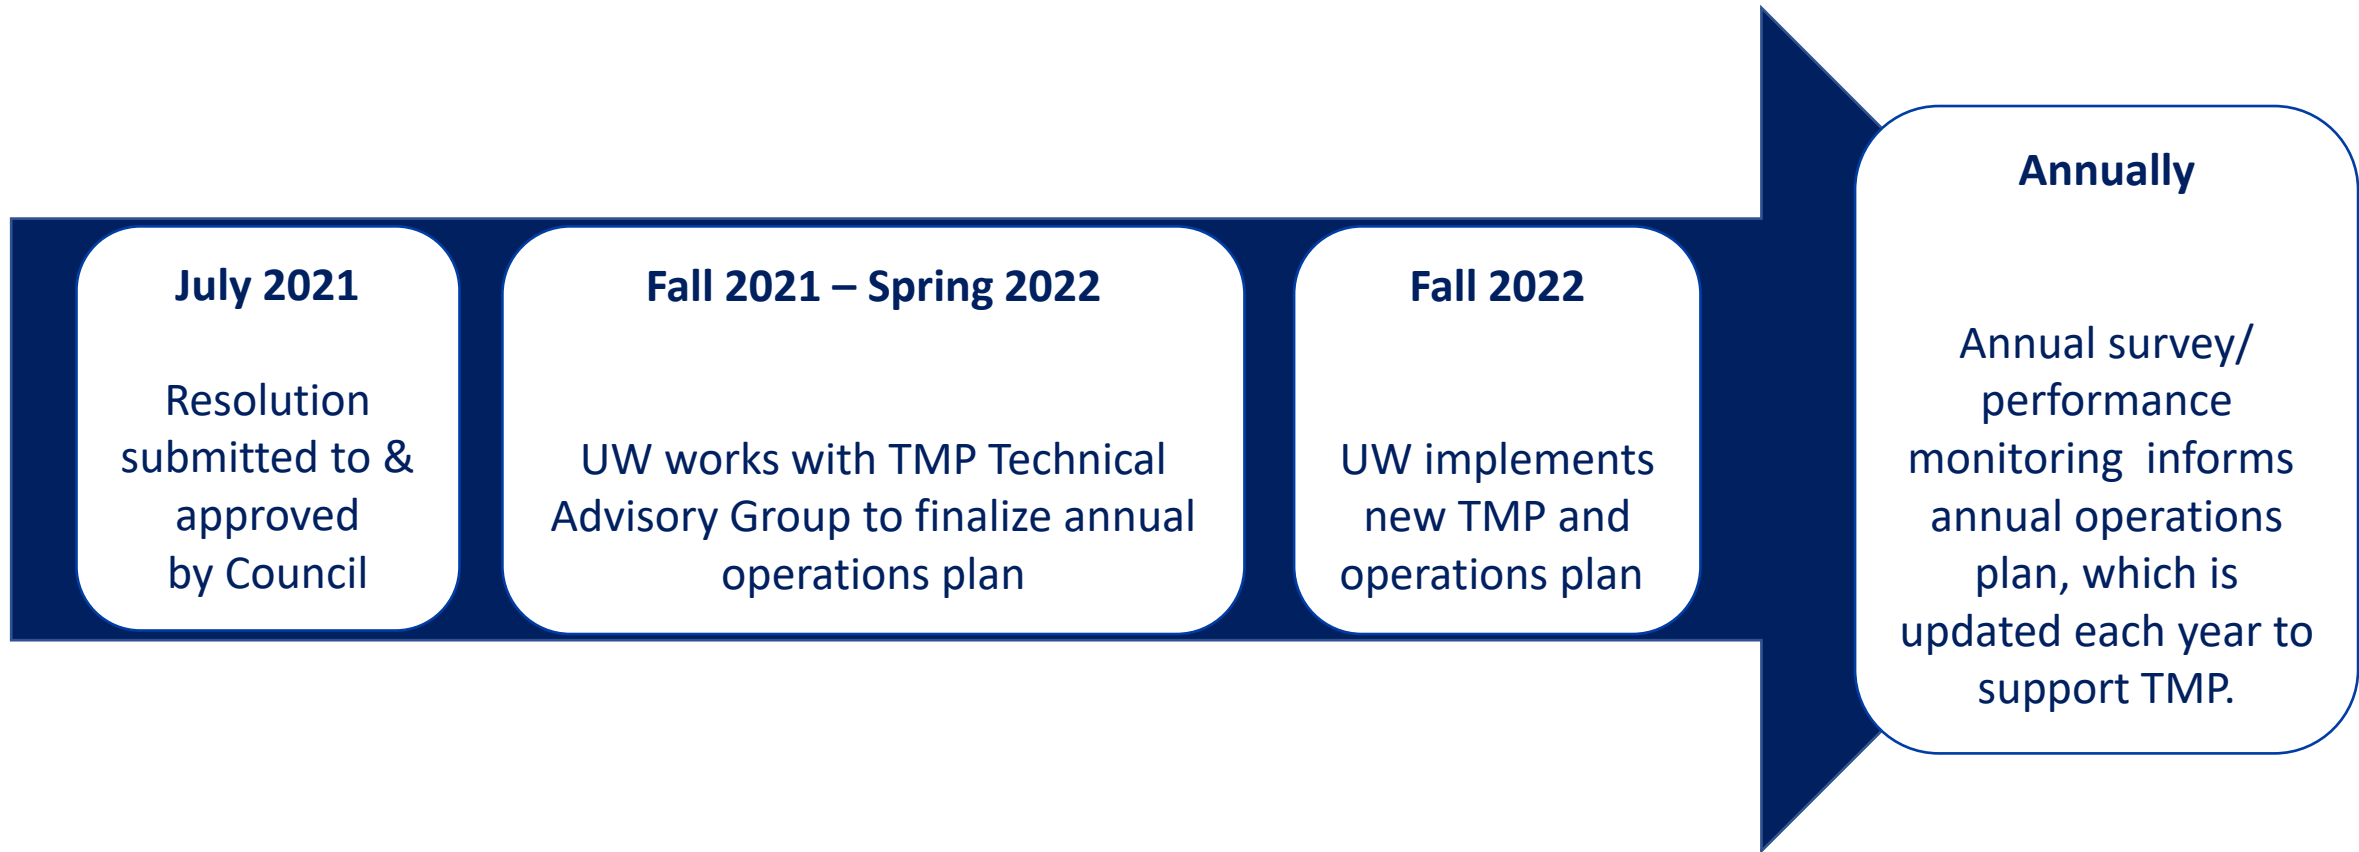 July 2021
Resolution
submitted to &
approved
by Council
Fall 2021 – Spring 2022
UW works with TMP Technical
Advisory Group to finalize annual
operations plan
Fall 2022
UW implements
new TMP and
operations plan
Annually
Annual survey/
performance
monitoring  informs
annual operations
plan, which is
updated each year to
support TMP.